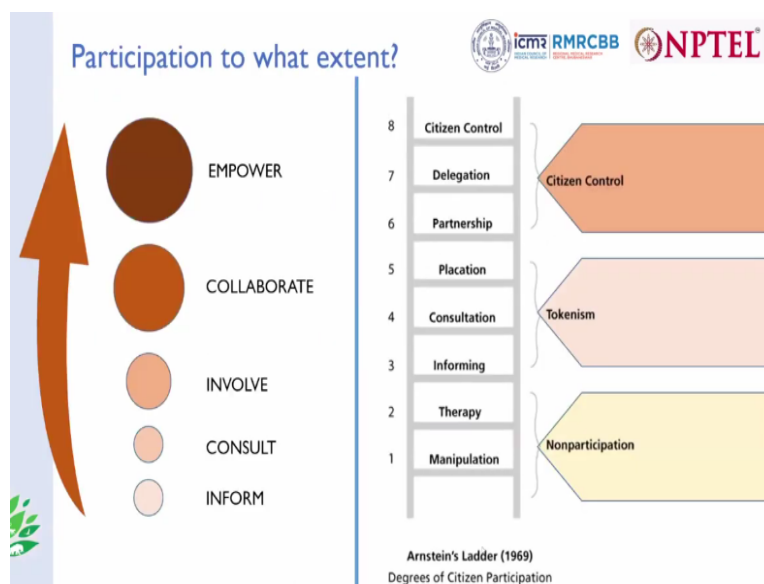 Participation to what extent?
icmr RMRCBB
NPTEL
EMPOWER
COLLABORATE
INVOLVE
CONSULT
INFORM
8 Citizen Control
7 Delegation
6 Partnership
5 Placation
4 Consultation
3 Informing
2 Therapy
1 Manipulation
Citizen Control
Tokenism
Nonparticipation
Arnstein's Ladder (1969)
Degrees of Citizen Participation